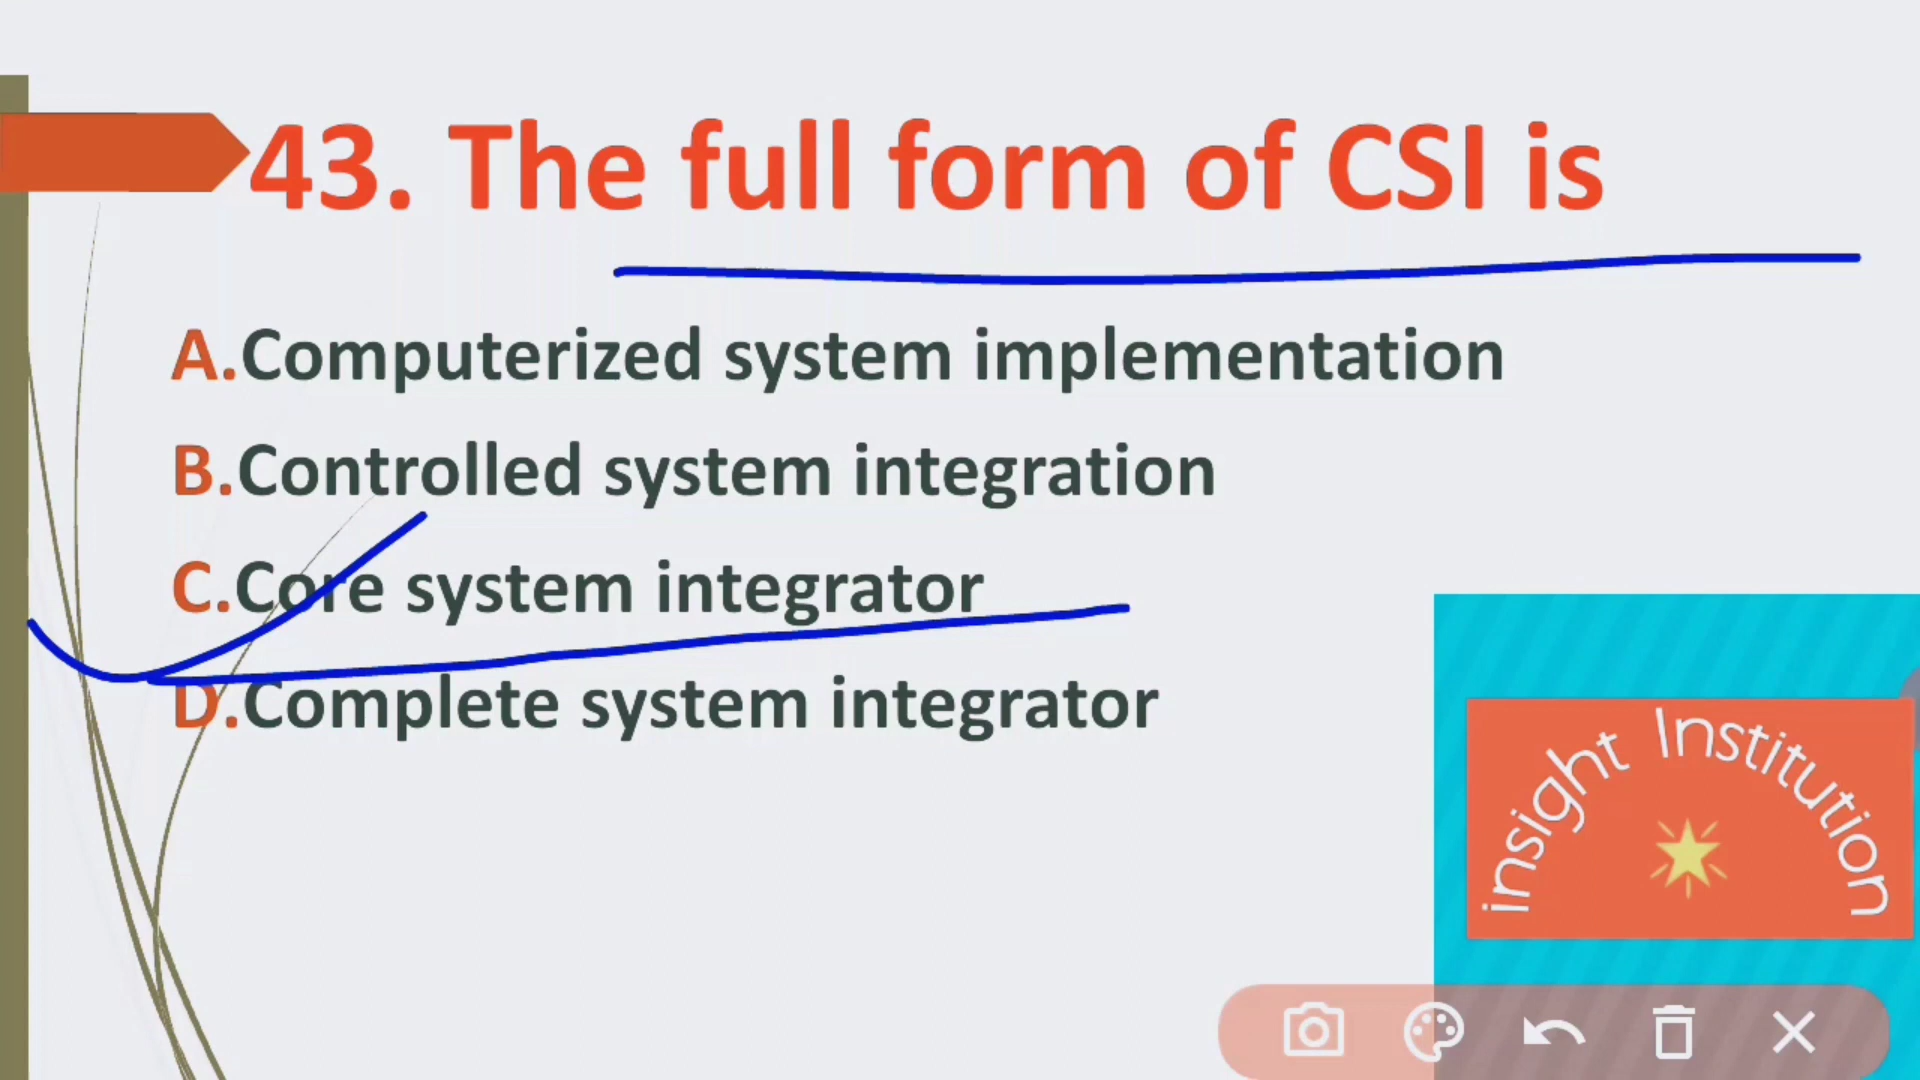 43. The full form of CSI is
A.Computerized system implementation
B.Controlled system integration
C.Core system integrator
D.Complete system integrator
insight Institution